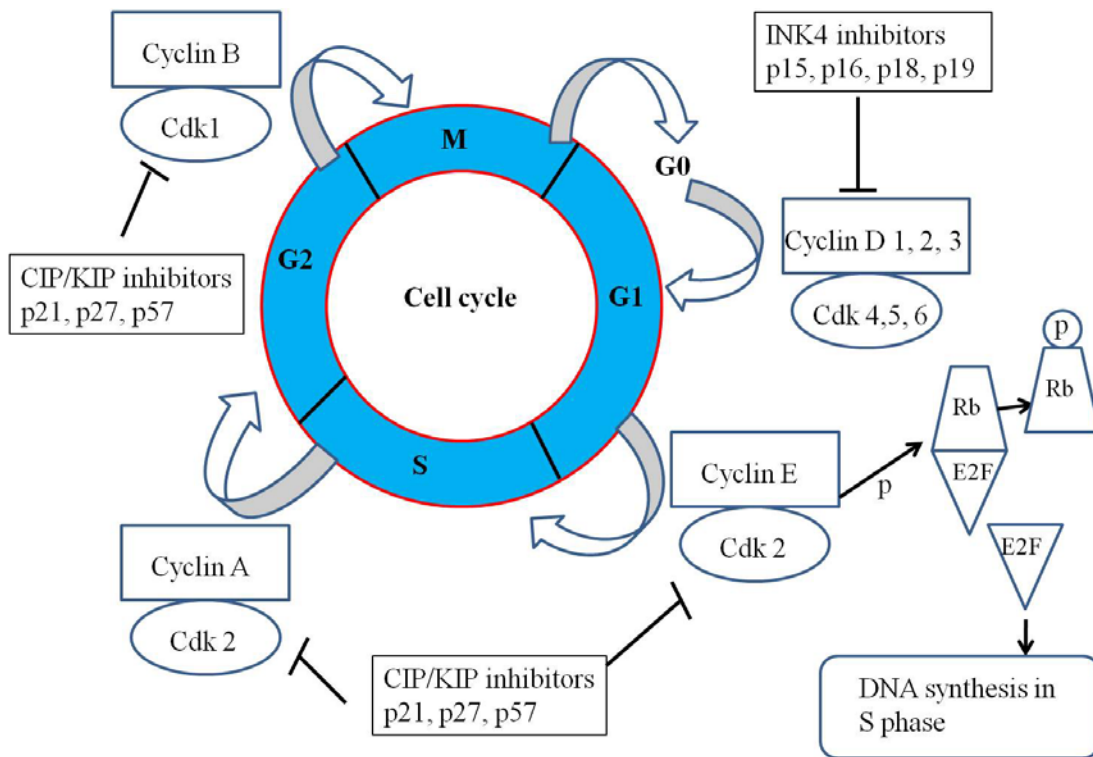 Cyclin B
Cdk1
INK4 inhibitors
p15, p16, p18, p19
M
G0
Cyclin D 1, 2, 3
Cdk 4,5, 6
CIP/KIP inhibitors
p21, p27, p57
G2
Cell cycle
G1
p
Rb
Rb
E2F
Cyclin E
p
Cdk 2
E2F
S
Cyclin A
Cdk 2
CIP/KIP inhibitors
p21, p27, p57
DNA synthesis in
S phase